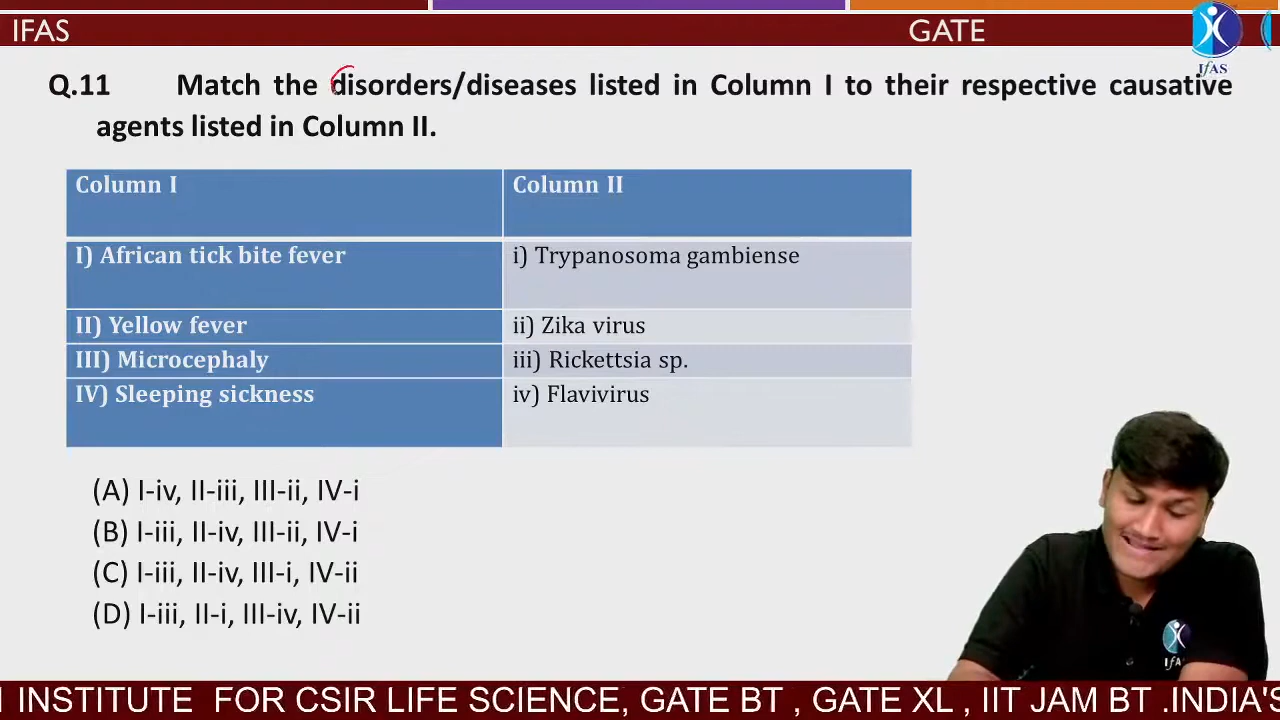 IFAS
GATE
IfAS
Q.11 Match the disorders/diseases listed in Column I to their respective causative
agents listed in Column II.
Column I
Column II
I) African tick bite fever
i) Trypanosoma gambiense
II) Yellow fever
ii) Zika virus
III) Microcephaly
iii) Rickettsia sp.
IV) Sleeping sickness
iv) Flavivirus
(A) I-iv, II-iii, III-ii, IV-i
(B) I-iii, II-iv, III-ii, IV-i
(C) I-iii, II-iv, III-i, IV-ii
(D) I-iii, II-i, III-iv, IV-ii
IfAS
INSTITUTE FOR CSIR LIFE SCIENCE, GATE BT , GATE XL , IIT JAM BT .INDIA'S